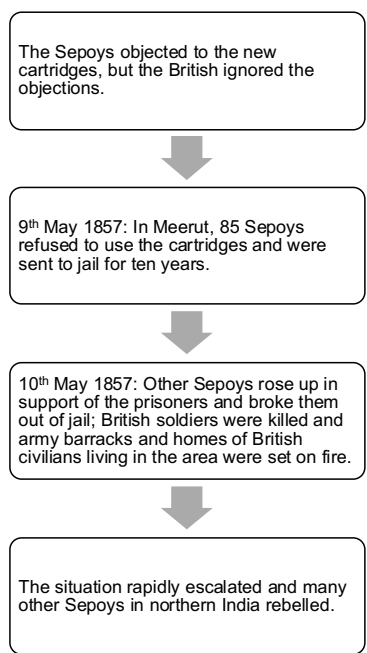 The Sepoys objected to the new
cartridges, but the British ignored the
objections.
9th May 1857: In Meerut, 85 Sepoys
refused to use the cartridges and were
sent to jail for ten years.
10th May 1857: Other Sepoys rose up in
support of the prisoners and broke them
out of jail; British soldiers were killed and
army barracks and homes of British
civilians living in the area were set on fire.
The situation rapidly escalated and many
other Sepoys in northern India rebelled.